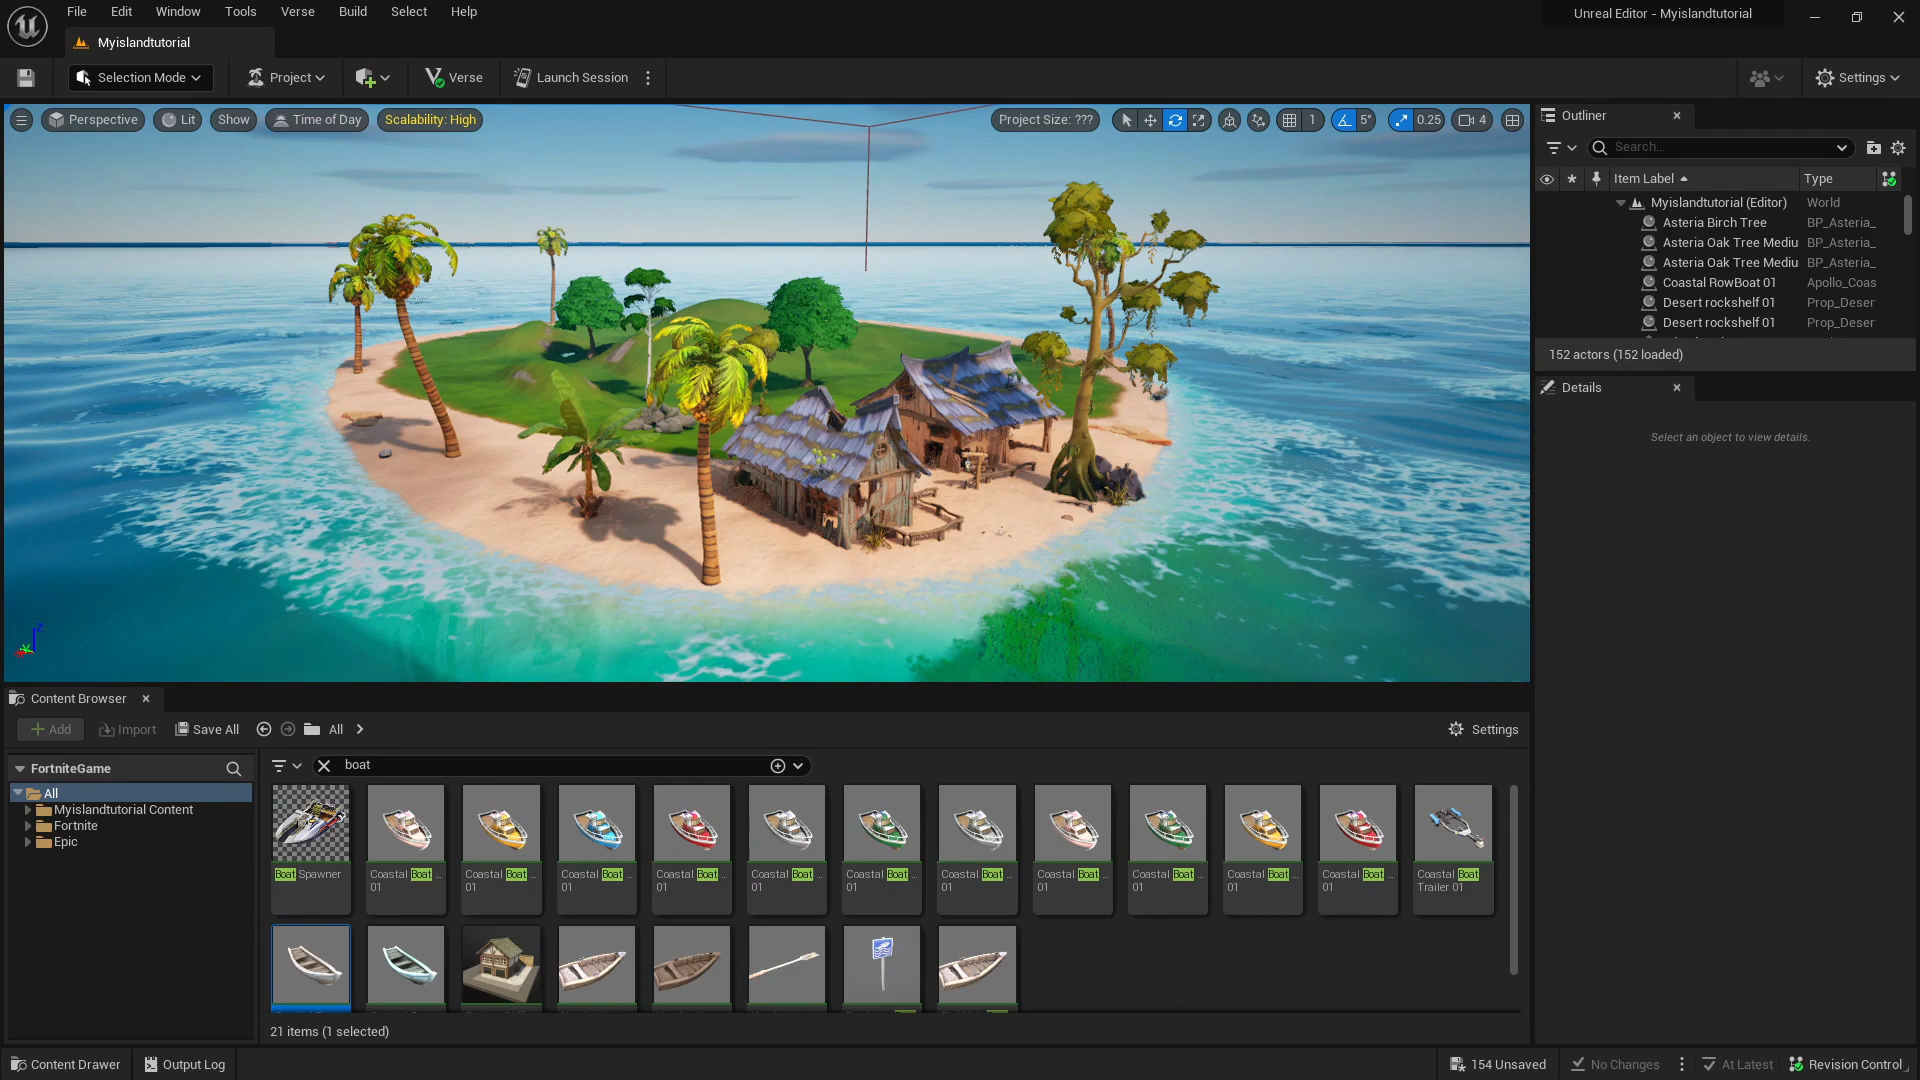 File Edit Window Tools Verse Build Select Help
Unreal Editor - Myislandtutorial
Myislandtutorial
Selection Mode Project Verse Launch Session Settings
Perspective Lit Show Time of Day Scalability: High Project Size: ??? 1 5° 0.25 4
Outliner
Search...
Item Label Type
Myislandtutorial (Editor) World
Asteria Birch Tree BP_Asteria_
Asteria Oak Tree Mediu BP_Asteria_
Asteria Oak Tree Mediu BP_Asteria_
Coastal RowBoat 01 Apollo_Coas
Desert rockshelf 01 Prop_Deser
Desert rockshelf 01 Prop_Deser
152 actors (152 loaded)
Details
Select an object to view details.
Z
Content Browser
Add Import Save All All Settings
FortniteGame
boat
All
Myislandtutorial Content
Fortnite
Epic
Boat Spawner
Coastal Boat ... 01
Coastal Boat ... 01
Coastal Boat ... 01
Coastal Boat ... 01
Coastal Boat ... 01
Coastal Boat ... 01
Coastal Boat ... 01
Coastal Boat ... 01
Coastal Boat ... 01
Coastal Boat ... 01
Coastal Boat ... 01
Coastal Boat Trailer 01
21 items (1 selected)
Content Drawer Output Log 154 Unsaved No Changes At Latest Revision Control